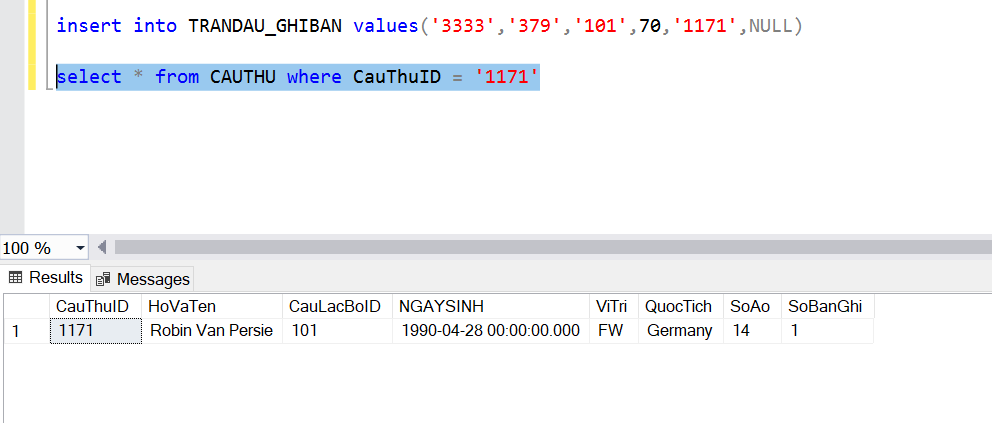 insert into TRANDAU_GHIBAN values('3333','379','101',70,'1171',NULL)
select * from CAUTHU where CauThuID = '1171'
100 %
Results Messages
CauThuID HoVaTen CauLacBoID NGAYSINH ViTri QuocTich SoAo SoBanGhi
1 1171 Robin Van Persie 101 1990-04-28 00:00:00.000 FW Germany 14 1